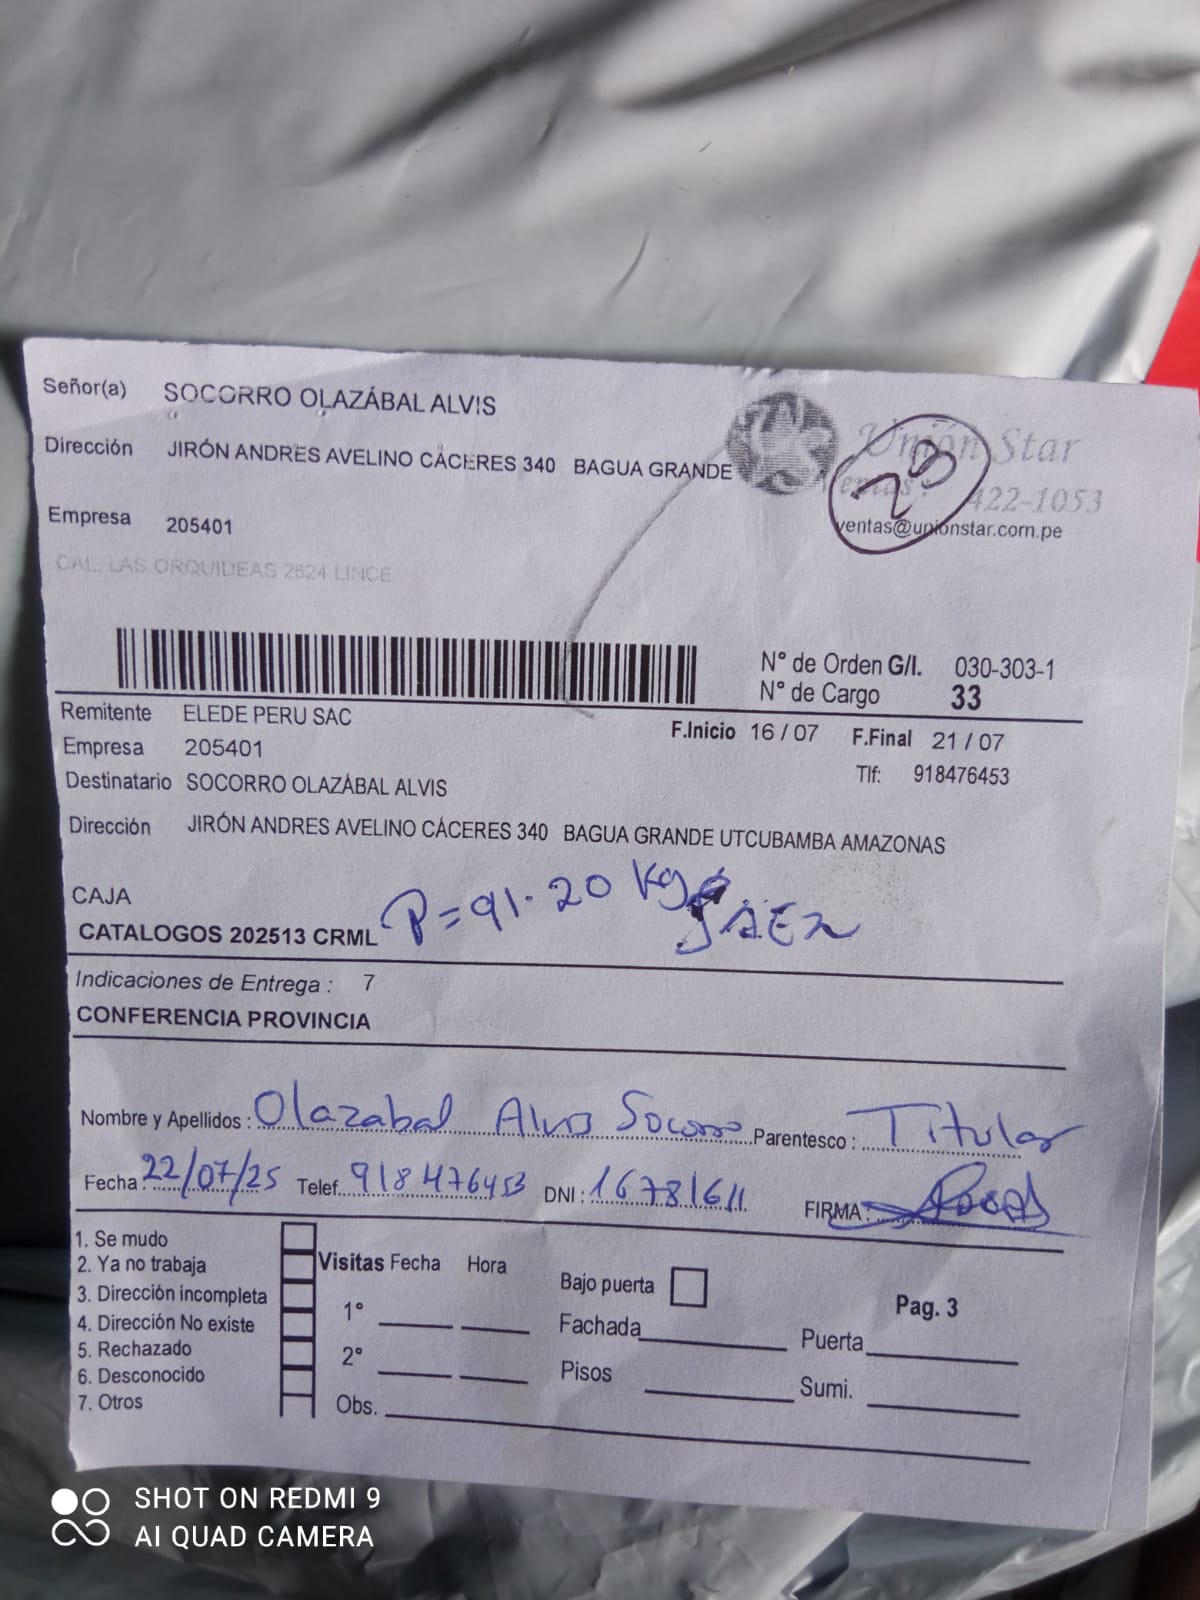 Señor(a) SOCORRO OLAZÁBAL ALVIS
Dirección JIRÓN ANDRES AVELINO CÁCERES 340 BAGUA GRANDE
Unión Star
Ventas: 422-1053
ventas@unionstar.com.pe
Empresa 205401
CAL. LAS ORQUIDEAS 2624 LINCE
N° de Orden G/I. 030-303-1
N° de Cargo 33
Remitente ELEDE PERU SAC
F.Inicio 16 / 07 F.Final 21 / 07
Empresa 205401
Tlf: 918476453
Destinatario SOCORRO OLAZÁBAL ALVIS
Dirección JIRÓN ANDRES AVELINO CÁCERES 340 BAGUA GRANDE UTCUBAMBA AMAZONAS
CAJA
P=91.20 Kg JAEN
CATALOGOS 202513 CRML
Indicaciones de Entrega : 7
CONFERENCIA PROVINCIA
Nombre y Apellidos : Olazabal Alvis Socorro Parentesco : Titular
Fecha : 22/07/25 Telef. 918476453 DNI : 16781611 FIRMA :
1. Se mudo
2. Ya no trabaja
3. Dirección incompleta
4. Dirección No existe
5. Rechazado
6. Desconocido
7. Otros
Visitas Fecha Hora
1°
2°
Obs.
Bajo puerta
Fachada
Pisos
Pag. 3
Puerta
Sumi.
SHOT ON REDMI 9
AI QUAD CAMERA